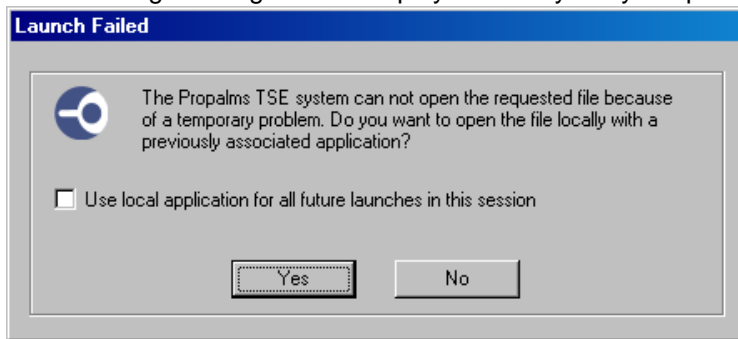 Launch Failed
The Propalms TSE system can not open the requested file because
of a temporary problem. Do you want to open the file locally with a
previously associated application?
Use local application for all future launches in this session
Yes
No